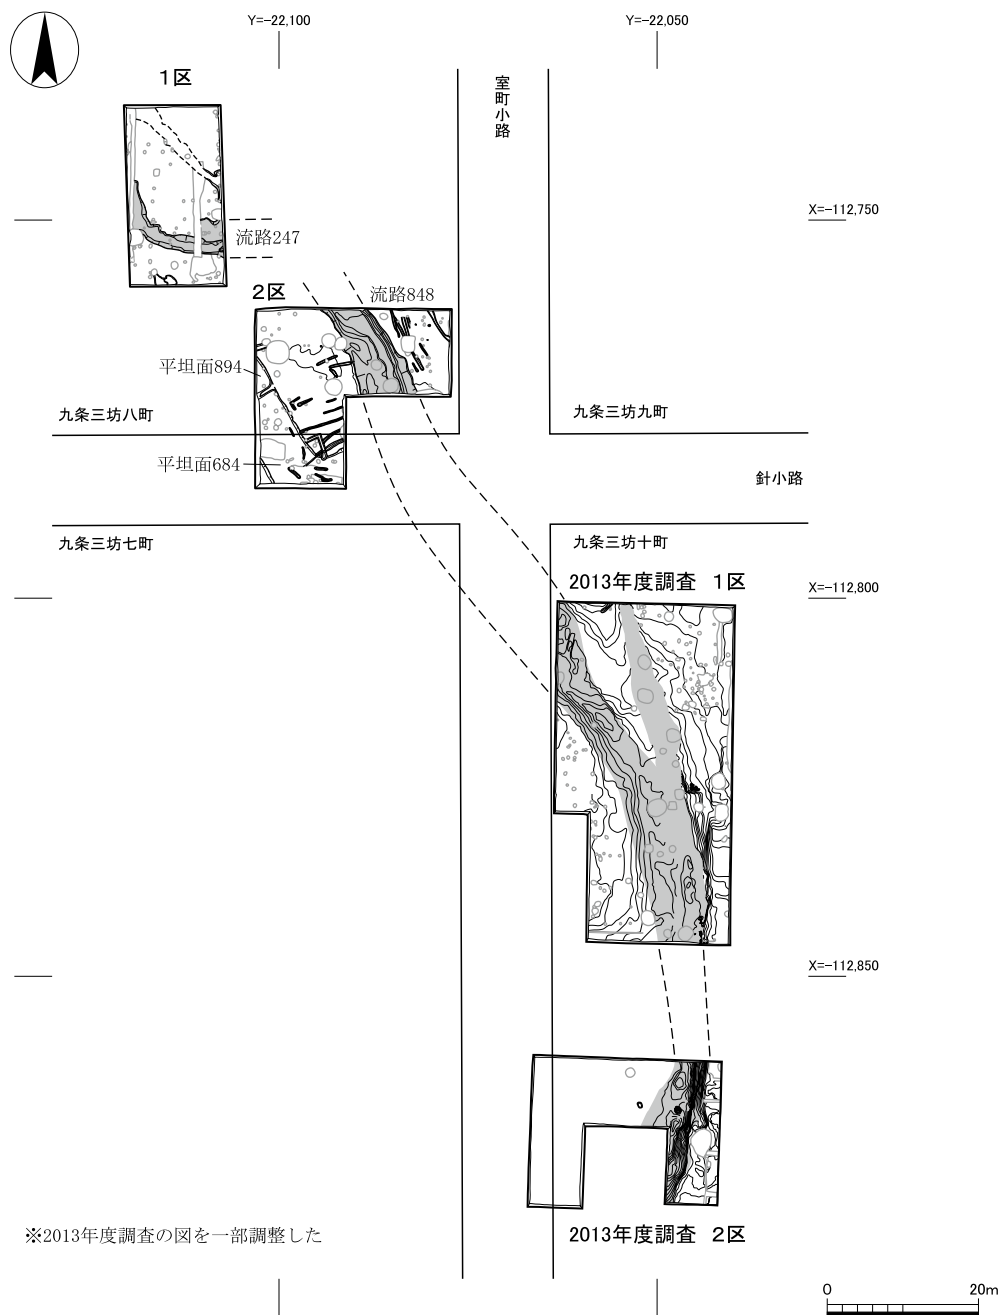 Y=-22,100
Y=-22,050
1区
室町小路
X=-112,750
流路247
2区
流路848
平坦面894
九条三坊八町
九条三坊九町
平坦面684
針小路
九条三坊七町
九条三坊十町
2013年度調査 1区
X=-112,800
X=-112,850
※2013年度調査の図を一部調整した
2013年度調査 2区
0
20m